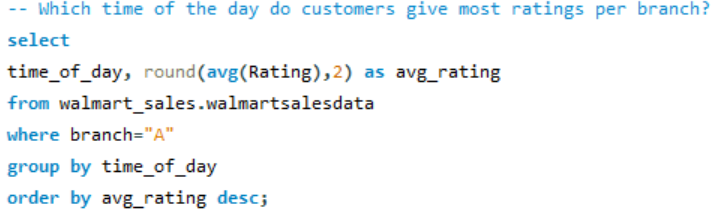 -- Which time of the day do customers give most ratings per branch?
select
time_of_day, round(avg(Rating),2) as avg_rating
from walmart_sales.walmartsalesdata
where branch="A"
group by time_of_day
order by avg_rating desc;